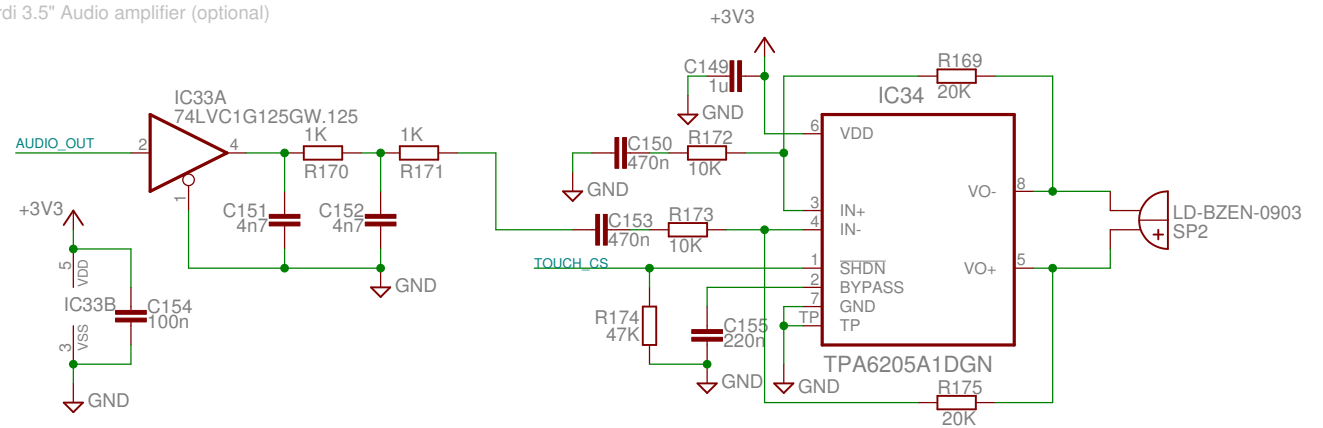 rdi 3.5" Audio amplifier (optional)
+3V3
C149
1u
GND
R169
20K
IC33A
74LVC1G125GW.125
AUDIO_OUT
2
4
1
1K
R170
1K
R171
C151
4n7
C152
4n7
GND
+3V3
5
VDD
IC33B
C154
100n
3
VSS
GND
C150
470n
GND
R172
10K
C153
470n
R173
10K
TOUCH_CS
R174
47K
C155
220n
GND
GND
IC34
6
VDD
3
IN+
4
IN-
1
SHDN
2
BYPASS
7
GND
TP
TP
VO-
8
VO+
5
TPA6205A1DGN
R175
20K
LD-BZEN-0903
SP2